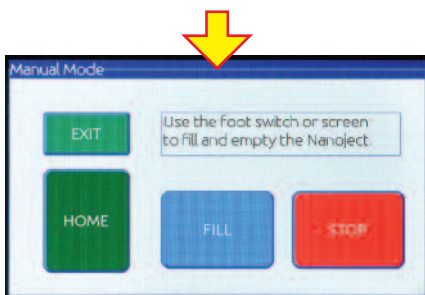 Manual Mode
EXIT
Use the foot switch or screen
to fill and empty the Nanoject.
HOME
FILL
STOP